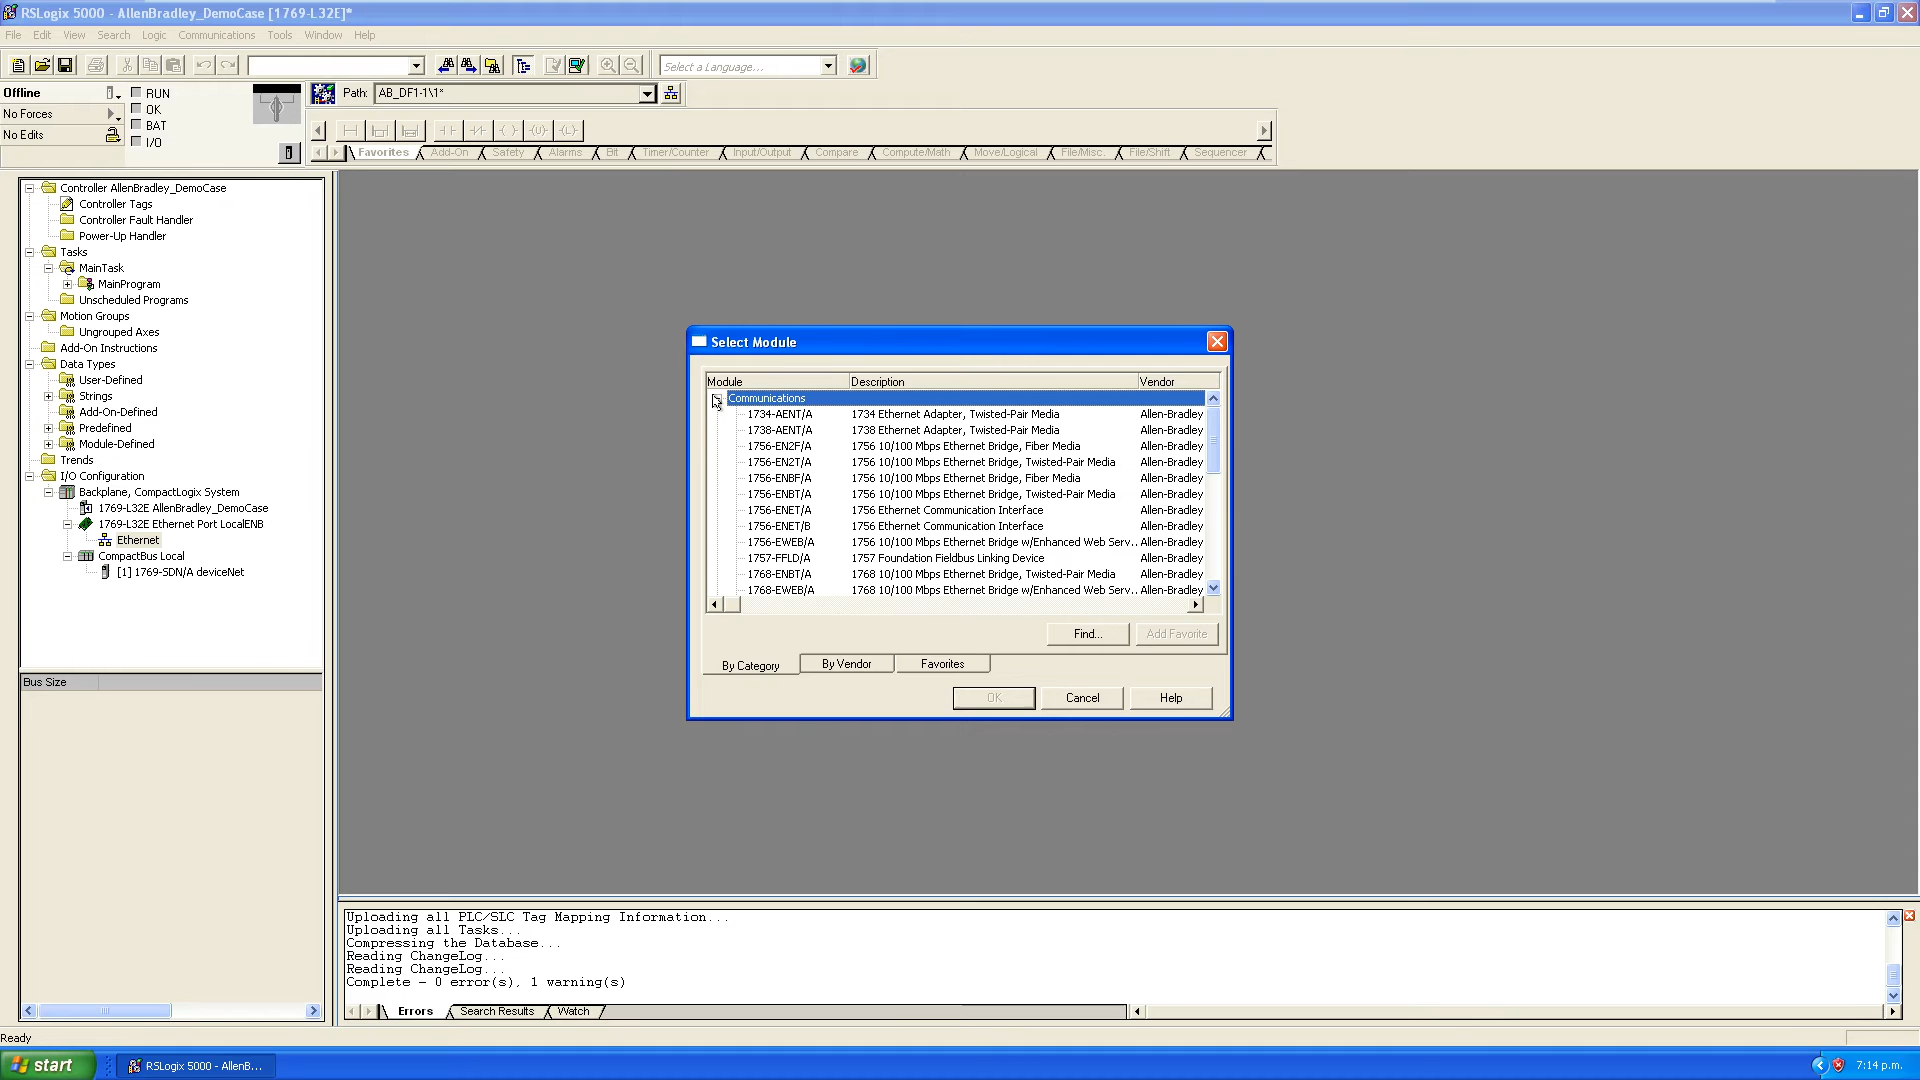 RSLogix 5000 - AllenBradley_DemoCase [1769-L32E]*
File Edit View Search Logic Communications Tools Window Help
Select a Language...
Offline
RUN
No Forces
OK
No Edits
BAT
I/O
Path: AB_DF1-1\1*
Favorites Add-On Safety Alarms Bit Timer/Counter Input/Output Compare Compute/Math Move/Logical File/Misc. File/Shift Sequencer
Controller AllenBradley_DemoCase
Controller Tags
Controller Fault Handler
Power-Up Handler
Tasks
MainTask
MainProgram
Unscheduled Programs
Motion Groups
Ungrouped Axes
Add-On Instructions
Data Types
User-Defined
Strings
Add-On-Defined
Predefined
Module-Defined
Trends
I/O Configuration
Backplane, CompactLogix System
1769-L32E AllenBradley_DemoCase
1769-L32E Ethernet Port LocalENB
Ethernet
CompactBus Local
[1] 1769-SDN/A deviceNet
Bus Size
Select Module
Module Description Vendor
Communications
1734-AENT/A 1734 Ethernet Adapter, Twisted-Pair Media Allen-Bradley
1738-AENT/A 1738 Ethernet Adapter, Twisted-Pair Media Allen-Bradley
1756-EN2F/A 1756 10/100 Mbps Ethernet Bridge, Fiber Media Allen-Bradley
1756-EN2T/A 1756 10/100 Mbps Ethernet Bridge, Twisted-Pair Media Allen-Bradley
1756-ENBF/A 1756 10/100 Mbps Ethernet Bridge, Fiber Media Allen-Bradley
1756-ENBT/A 1756 10/100 Mbps Ethernet Bridge, Twisted-Pair Media Allen-Bradley
1756-ENET/A 1756 Ethernet Communication Interface Allen-Bradley
1756-ENET/B 1756 Ethernet Communication Interface Allen-Bradley
1756-EWEB/A 1756 10/100 Mbps Ethernet Bridge w/Enhanced Web Serv.. Allen-Bradley
1757-FFLD/A 1757 Foundation Fieldbus Linking Device Allen-Bradley
1768-ENBT/A 1768 10/100 Mbps Ethernet Bridge, Twisted-Pair Media Allen-Bradley
1768-EWEB/A 1768 10/100 Mbps Ethernet Bridge w/Enhanced Web Serv.. Allen-Bradley
Find... Add Favorite
By Category By Vendor Favorites
OK Cancel Help
Uploading all PLC/SLC Tag Mapping Information...
Uploading all Tasks...
Compressing the Database...
Reading ChangeLog...
Reading ChangeLog...
Complete - 0 error(s), 1 warning(s)
Errors Search Results Watch
Ready
start RSLogix 5000 - AllenB... 7:14 p.m.